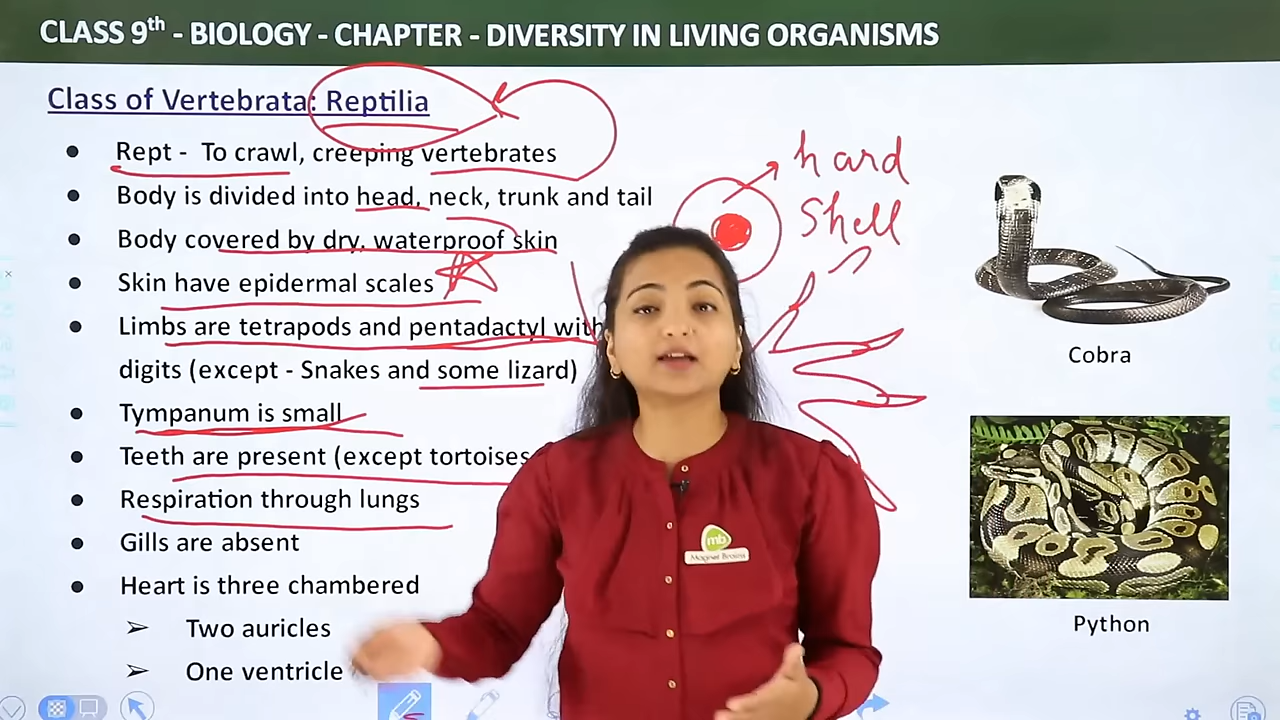 CLASS 9th - BIOLOGY - CHAPTER - DIVERSITY IN LIVING ORGANISMS
Class of Vertebrata: Reptilia
● Rept - To crawl, creeping vertebrates
● Body is divided into head, neck, trunk and tail
● Body covered by dry, waterproof skin
● Skin have epidermal scales
● Limbs are tetrapods and pentadactyl with
digits (except - Snakes and some lizard)
● Tympanum is small
● Teeth are present (except tortoises
● Respiration through lungs
● Gills are absent
● Heart is three chambered
➢ Two auricles
➢ One ventricle
hard
Shell
Cobra
Python
mb
Magnet Brains